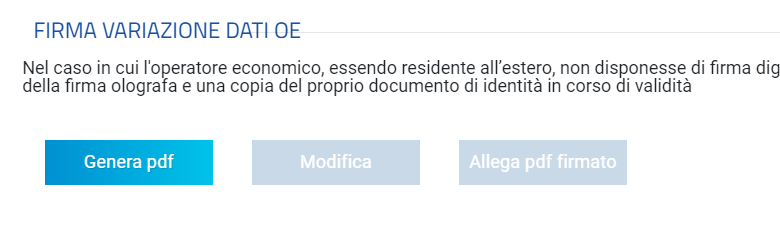 FIRMA VARIAZIONE DATI OE
Nel caso in cui l'operatore economico, essendo residente all’estero, non disponesse di firma dig
della firma olografa e una copia del proprio documento di identità in corso di validità
Genera pdf
Modifica
Allega pdf firmato